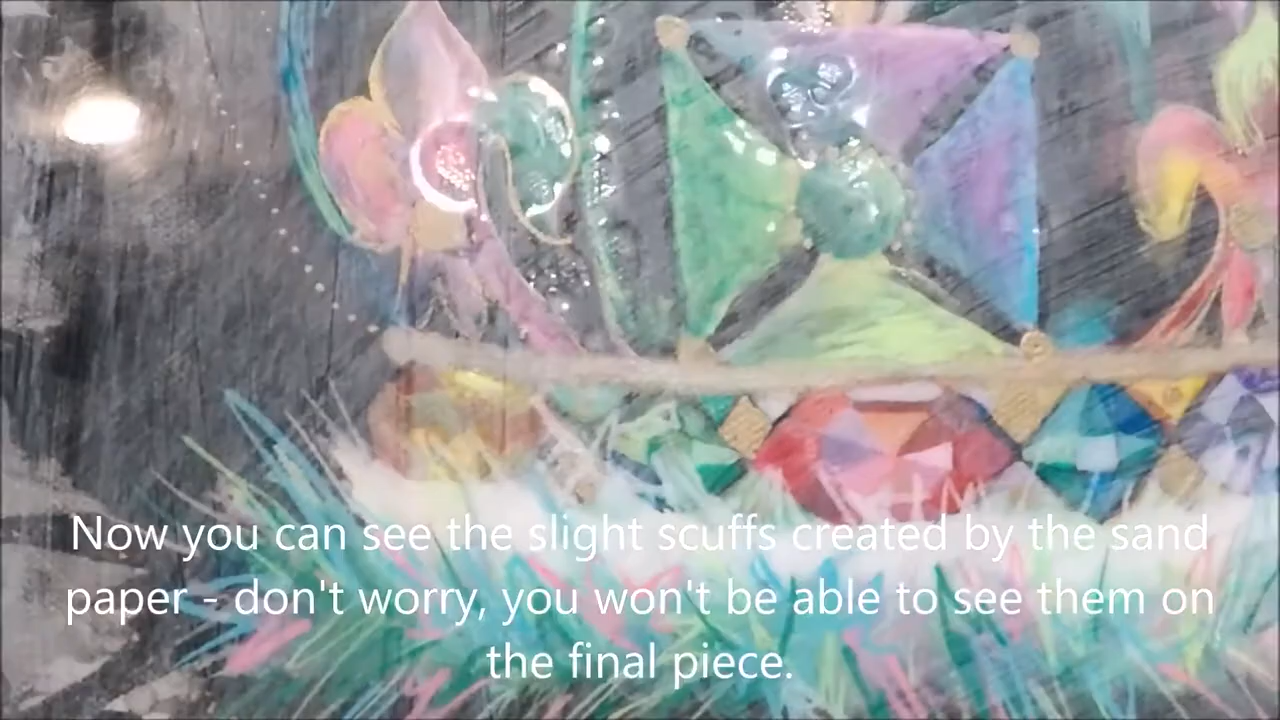 Now you can see the slight scuffs created by the sand
paper - don't worry, you won't be able to see them on
the final piece.